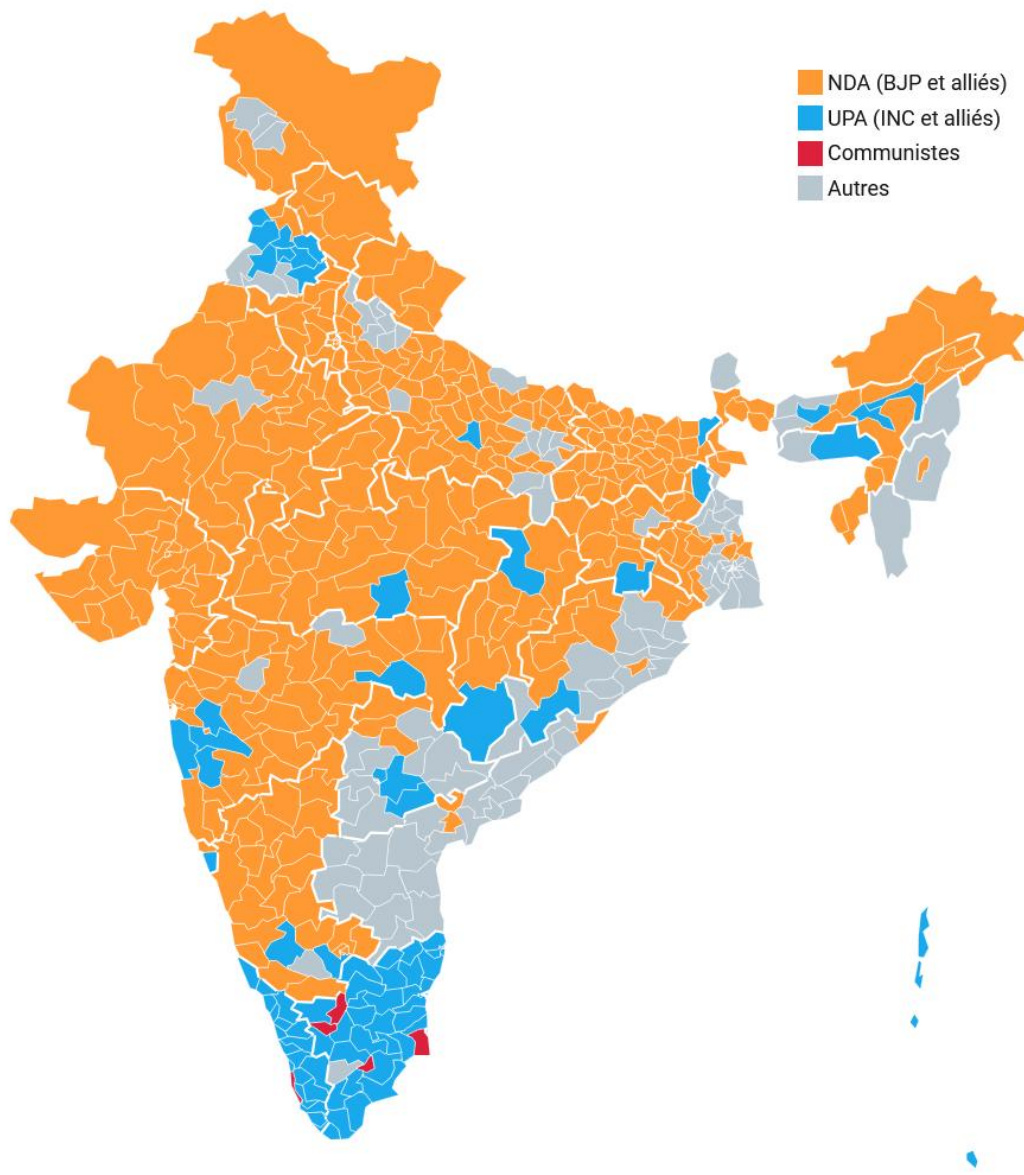 NDA (BJP et alliés)
UPA (INC et alliés)
Communistes
Autres